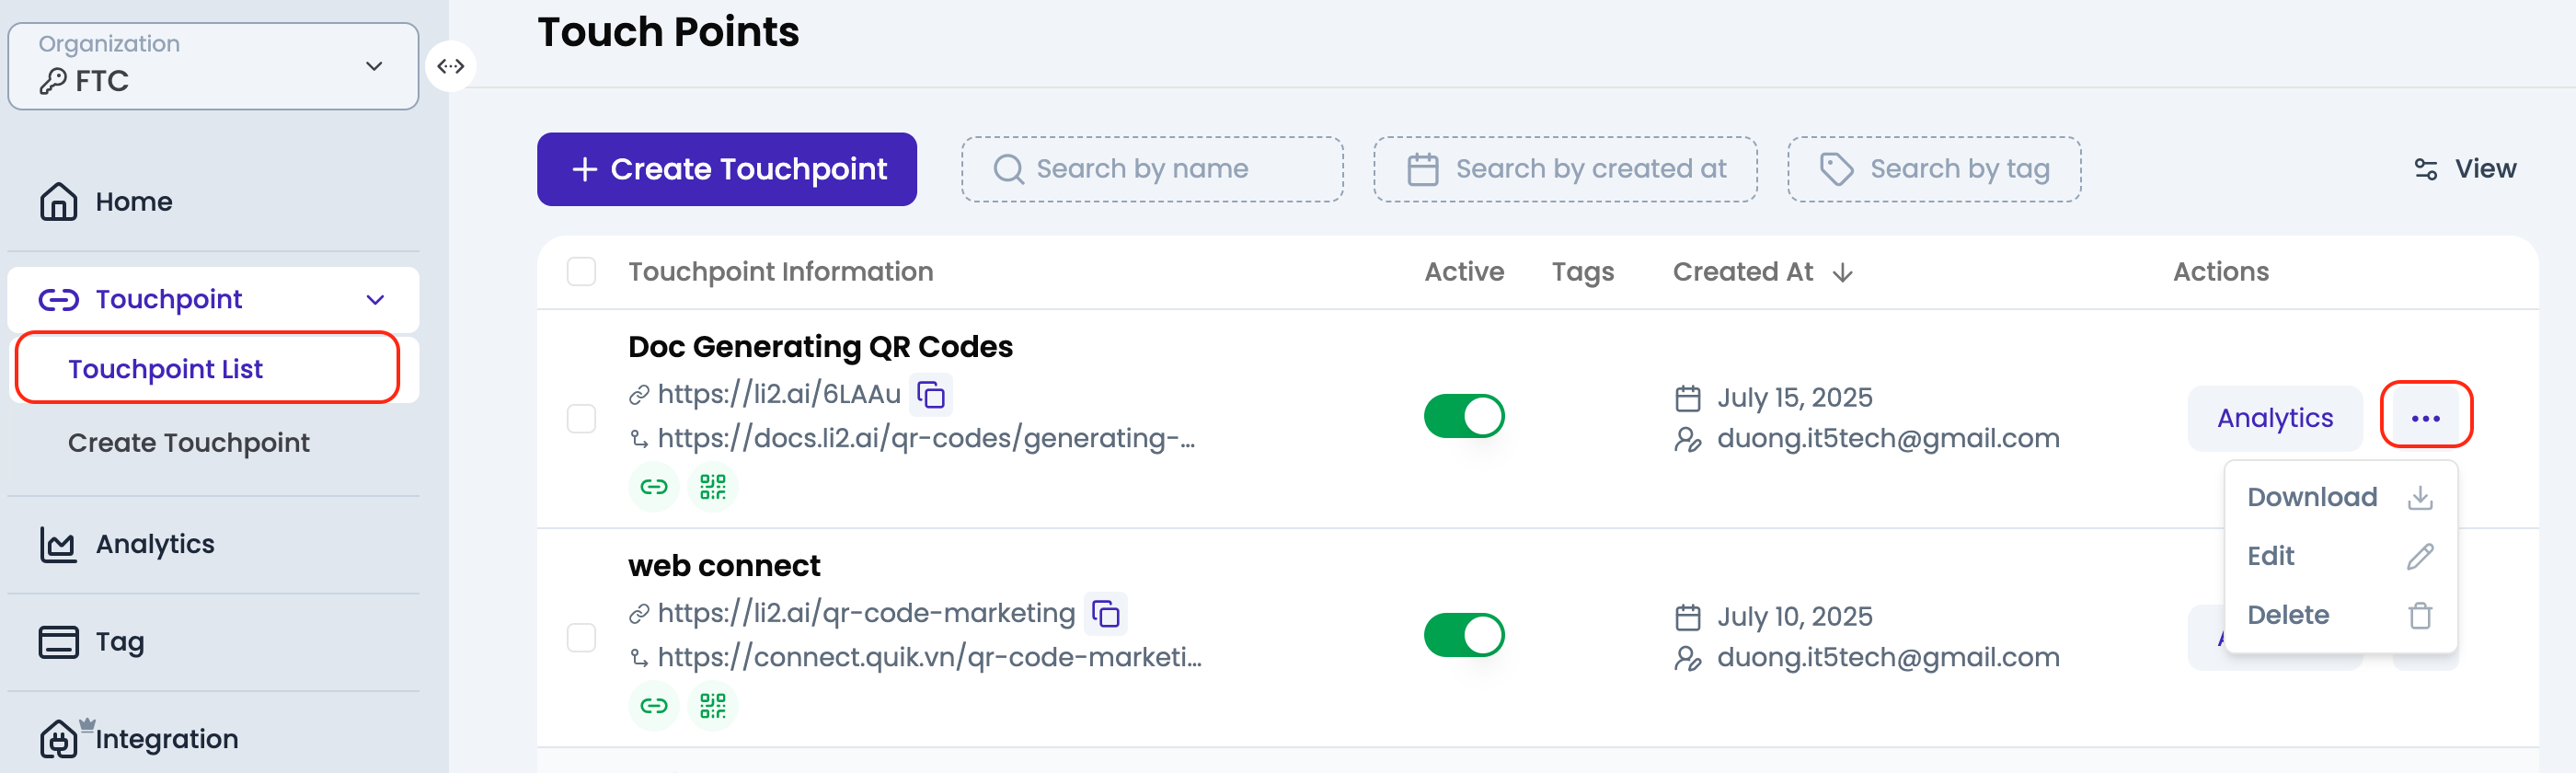 Organization
FTC
Home
Touchpoint
Touchpoint List
Create Touchpoint
Analytics
Tag
Integration
Touch Points
Create Touchpoint
Search by name
Search by created at
Search by tag
View
Touchpoint Information
Active
Tags
Created At
Actions
Doc Generating QR Codes
https://li2.ai/6LAAu
https://docs.li2.ai/qr-codes/generating-...
July 15, 2025
duong.it5tech@gmail.com
Analytics
Download
Edit
Delete
web connect
https://li2.ai/qr-code-marketing
https://connect.quik.vn/qr-code-marketi...
July 10, 2025
duong.it5tech@gmail.com